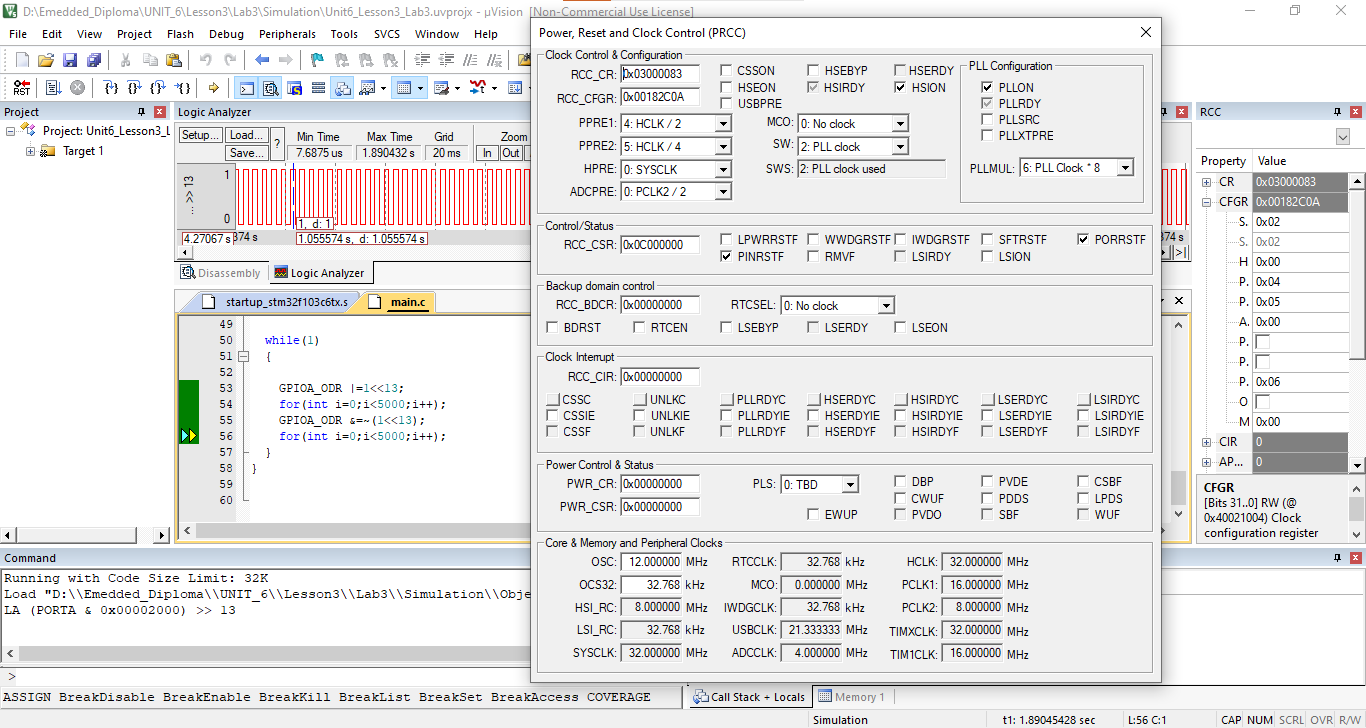 D:\Emedded_Diploma\UNIT_6\Lesson3\Lab3\Simulation\Unit6_Lesson3_Lab3.uvprojx - µVision [Non-Commercial Use License]
File Edit View Project Flash Debug Peripherals Tools SVCS Window Help
RST
Project
Project: Unit6_Lesson3_L
Target 1
Logic Analyzer
Setup... Load... Save... ?
Min Time Max Time Grid Zoom
7.6875 us 1.890432 s 20 ms In Out
... >> 13
1
0
1, d: 1
4.27067 s 374 s 1.055574 s, d: 1.055574 s
Disassembly Logic Analyzer
startup_stm32f103c6tx.s main.c
49
50 while(1)
51 {
52
53 GPIOA_ODR |=1<<13;
54 for(int i=0;i<5000;i++);
55 GPIOA_ODR &=~(1<<13);
56 for(int i=0;i<5000;i++);
57 }
58 }
59
60
Power, Reset and Clock Control (PRCC)
Clock Control & Configuration
RCC_CR: 0x03000083 CSSON HSEBYP HSERDY
HSEON HSIRDY HSION
RCC_CFGR: 0x00182C0A USBPRE
PPRE1: 4: HCLK / 2 MCO: 0: No clock
PPRE2: 5: HCLK / 4 SW: 2: PLL clock
HPRE: 0: SYSCLK SWS: 2: PLL clock used
ADCPRE: 0: PCLK2 / 2
PLL Configuration
PLLON
PLLRDY
PLLSRC
PLLXTPRE
PLLMUL: 6: PLL Clock * 8
Control/Status
RCC_CSR: 0x0C000000 LPWRRSTF WWDGRSTF IWDGRSTF SFTRSTF PORRSTF
PINRSTF RMVF LSIRDY LSION
Backup domain control
RCC_BDCR: 0x00000000 RTCSEL: 0: No clock
BDRST RTCEN LSEBYP LSERDY LSEON
Clock Interrupt
RCC_CIR: 0x00000000
CSSC UNLKC PLLRDYC HSERDYC HSIRDYC LSERDYC LSIRDYC
CSSIE UNLKIE PLLRDYIE HSERDYIE HSIRDYIE LSERDYIE LSIRDYIE
CSSF UNLKF PLLRDYF HSERDYF HSIRDYF LSERDYF LSIRDYF
Power Control & Status
PWR_CR: 0x00000000 PLS: 0: TBD DBP PVDE CSBF
CWUF PDDS LPDS
PWR_CSR: 0x00000000 EWUP PVDO SBF WUF
Core & Memory and Peripheral Clocks
OSC: 12.000000 MHz RTCCLK: 32.768 kHz HCLK: 32.000000 MHz
OCS32: 32.768 kHz MCO: 0.000000 MHz PCLK1: 16.000000 MHz
HSI_RC: 8.000000 MHz IWDGCLK: 32.768 kHz PCLK2: 8.000000 MHz
LSI_RC: 32.768 kHz USBCLK: 21.333333 MHz TIMXCLK: 32.000000 MHz
SYSCLK: 32.000000 MHz ADCCLK: 4.000000 MHz TIM1CLK: 16.000000 MHz
374 s
RCC
Property Value
CR 0x03000083
CFGR 0x00182C0A
S. 0x02
S. 0x02
H 0x00
P. 0x04
P. 0x05
A. 0x00
P.
P.
P. 0x06
O
M 0x00
CIR 0
AP... 0
CFGR
[Bits 31..0] RW (@
0x40021004) Clock
configuration register
Command
Running with Code Size Limit: 32K
Load "D:\\Emedded_Diploma\\UNIT_6\\Lesson3\\Lab3\\Simulation\\Obje
LA (PORTA & 0x00002000) >> 13
>
ASSIGN BreakDisable BreakEnable BreakKill BreakList BreakSet BreakAccess COVERAGE
Call Stack + Locals Memory 1
Simulation t1: 1.89045428 sec L:56 C:1 CAP NUM SCRL OVR R/W